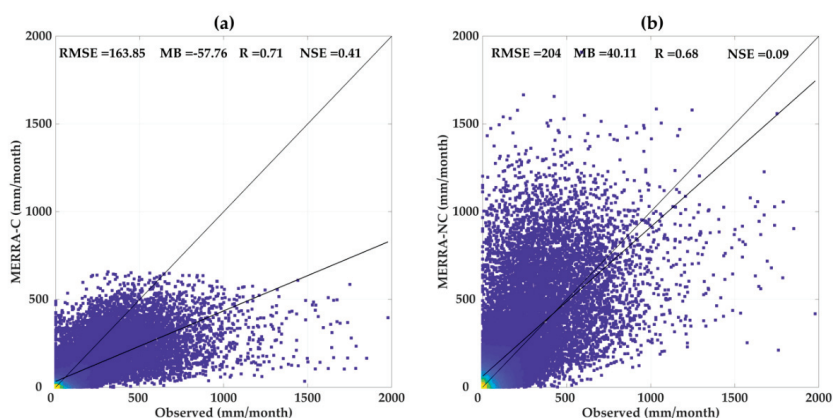 (a)
RMSE =163.85 MB =-57.76 R =0.71 NSE =0.41
2000
1500
1000
500
0
MERRA-C (mm/month)
0 500 1000 1500 2000
Observed (mm/month)
(b)
RMSE =204 MB =40.11 R =0.68 NSE =0.09
2000
1500
1000
500
0
MERRA-NC (mm/month)
0 500 1000 1500 2000
Observed (mm/month)